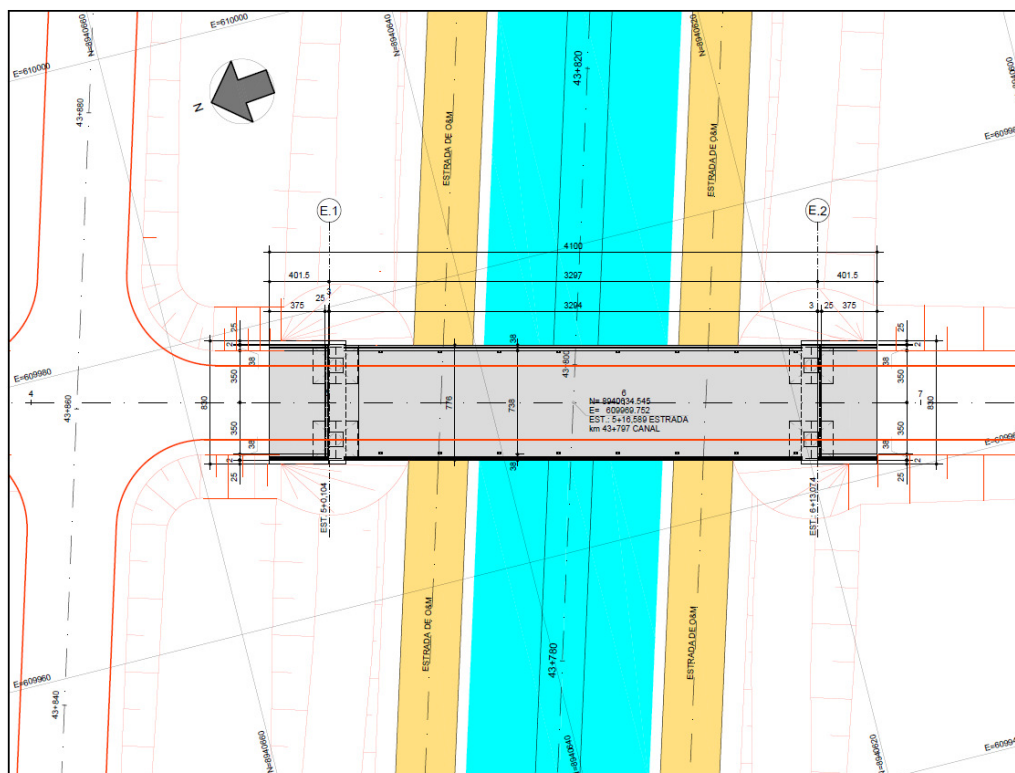 E=610000
N=8940660
N=8940640
N=8940620
E=610000
43+820
43+880
N
ESTRADA DE O&M
ESTRADA DE O&M
E.1
E.2
4100
401.5
3297
401.5
3
375
25
3294
3
25
375
25
2
38
350
830
350
38
2
25
38
776
738
38
43+800
25
2
38
350
830
350
38
2
25
E=609980
4
43+860
6
N= 8940634.545
E= 609969.752
EST.: 5+16,589 ESTRADA
km 43+797 CANAL
7
EST.: 5+0,104
EST.: 6+13,074
ESTRADA DE O&M
ESTRADA DE O&M
43+780
E=609960
43+840
N=8940660
N=8940640
N=8940620